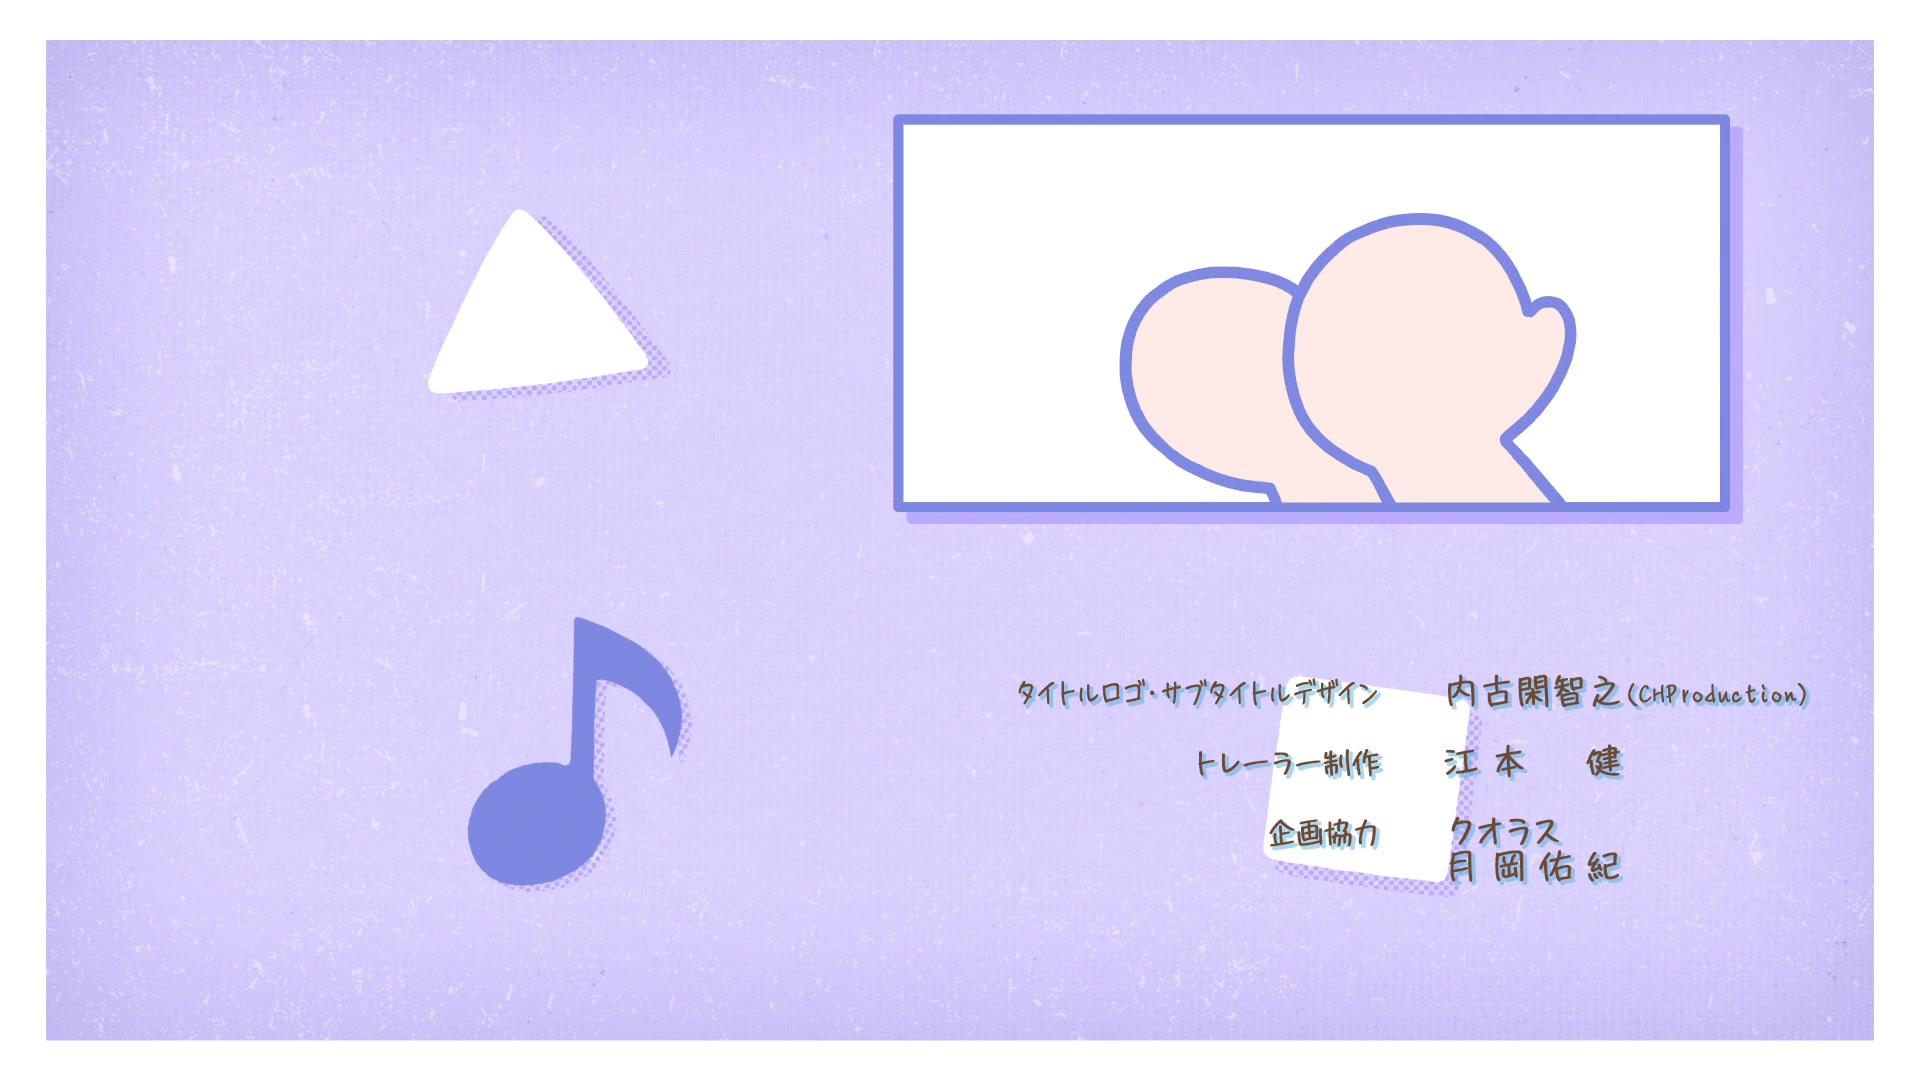 タイトルロゴ・サブタイトルデザイン 内古閑智之(CHProduction)
トレーラー制作 江本 健
企画協力 クオラス
月岡佑紀